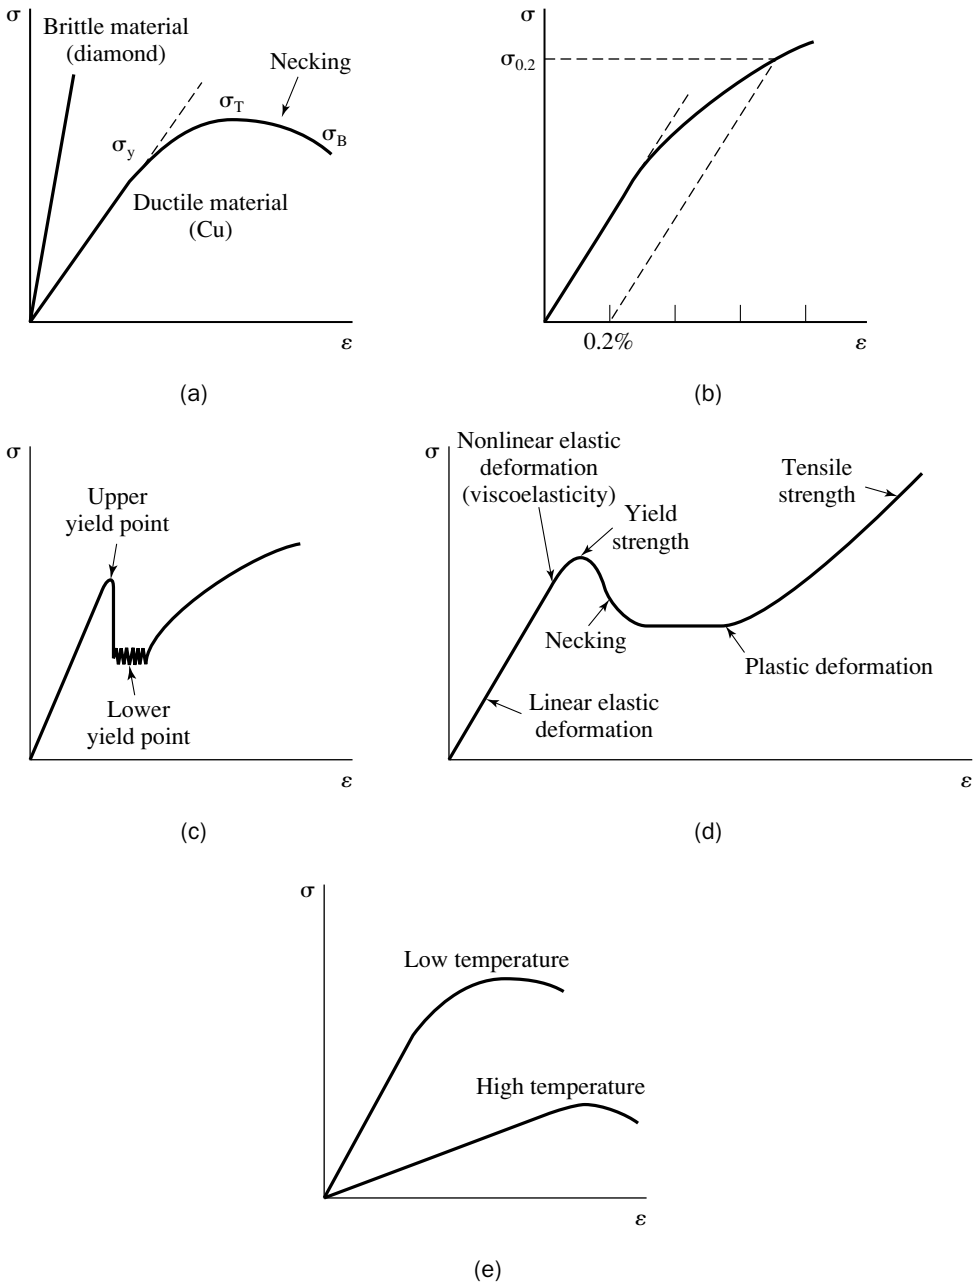 σ
Brittle material
(diamond)
Necking
σT
σy
σB
Ductile material
(Cu)
ε
(a)
σ
σ0.2
0.2%
ε
(b)
σ
Upper
yield point
Lower
yield point
ε
(c)
σ
Nonlinear elastic
deformation
(viscoelasticity)
Yield
strength
Tensile
strength
Necking
Plastic deformation
Linear elastic
deformation
ε
(d)
σ
Low temperature
High temperature
ε
(e)